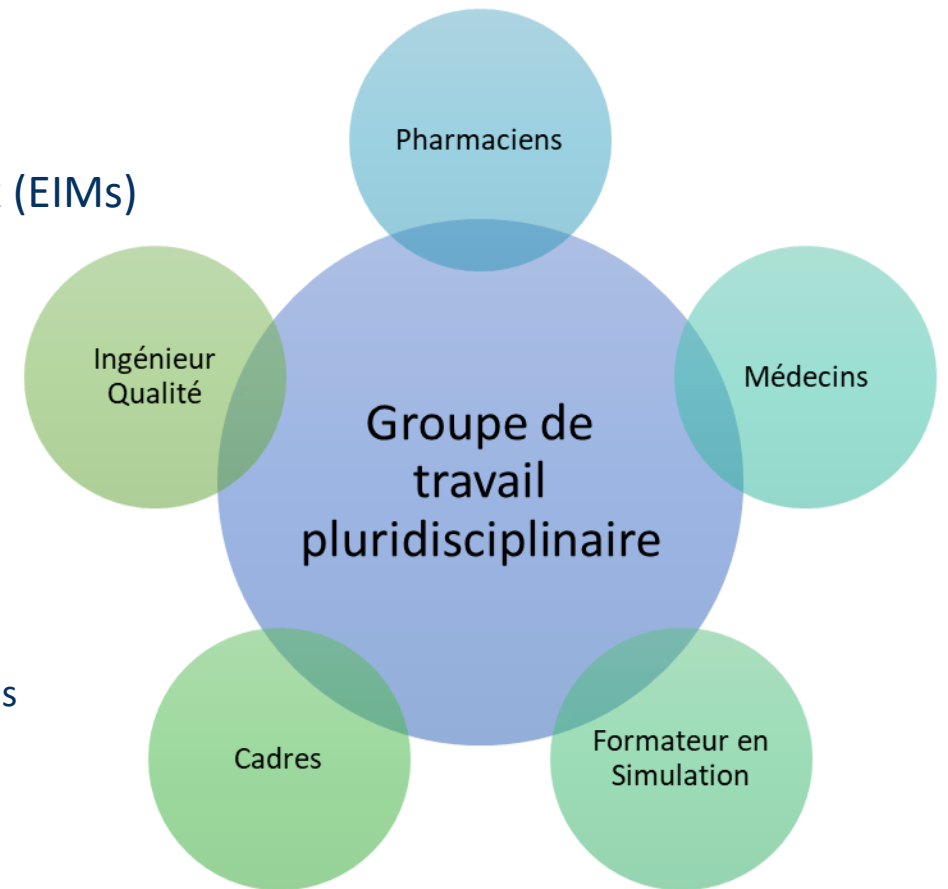 Pharmaciens
(EIMs)
Ingénieur
Qualité
Médecins
Groupe de
travail
pluridisciplinaire
s
Cadres
Formateur en
Simulation